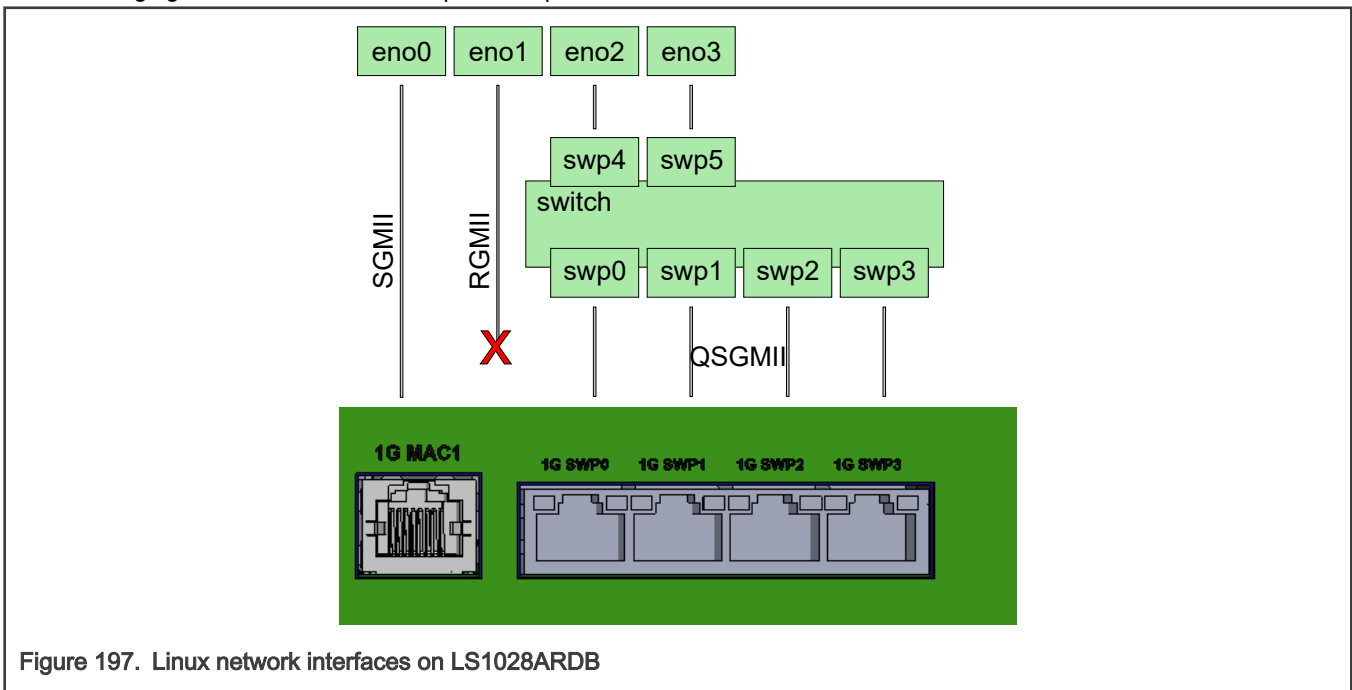 eno0 eno1 eno2 eno3
swp4 swp5
switch
SGMII
RGMII
swp0 swp1 swp2 swp3
X
QSGMII
1G MAC1
1G SWP0 1G SWP1 1G SWP2 1G SWP3
Figure 197. Linux network interfaces on LS1028ARDB